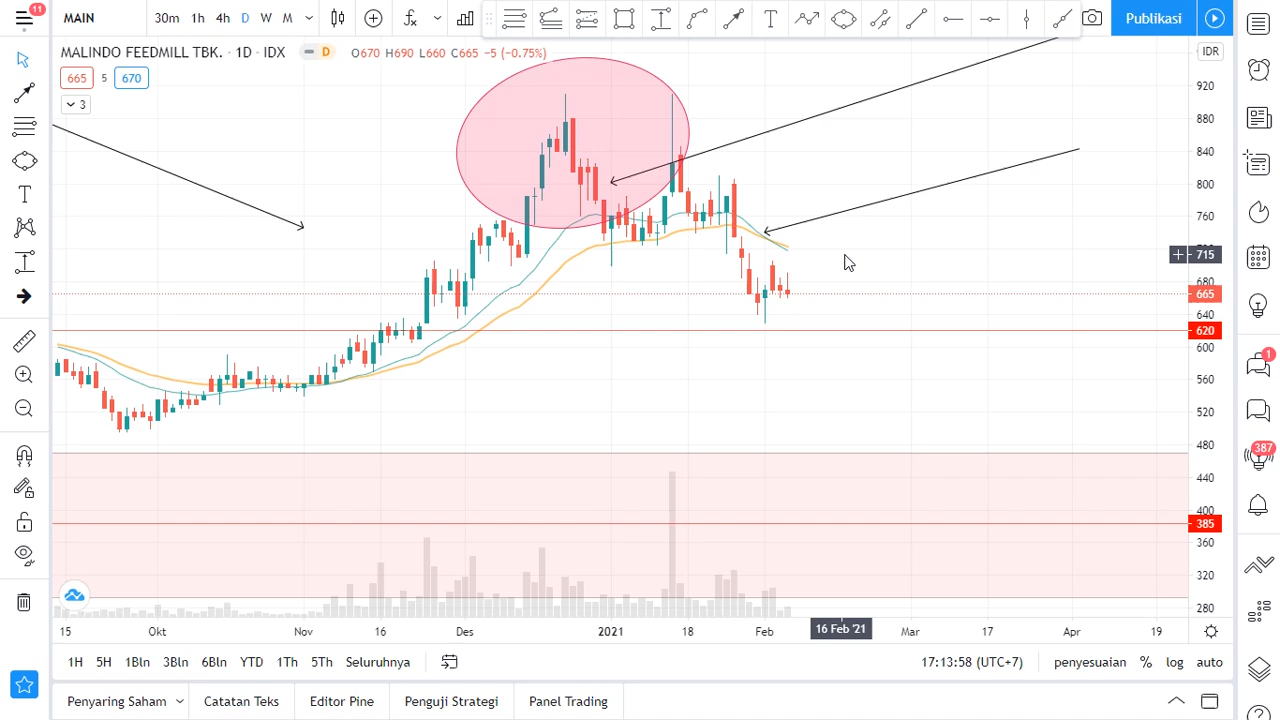 11
MAIN
30m 1h 4h D W M
Publikasi
MALINDO FEEDMILL TBK. · 1D · IDX
D
O670 H690 L660 C665 −5 (−0.75%)
IDR
665 5 670
3
920
880
840
800
760
715
680
665
640
620
600
560
520
480
440
400
385
360
320
280
1
387
15 Okt Nov 16 Des 2021 18 Feb 16 Feb '21 Mar 17 Apr 19
1H 5H 1Bln 3Bln 6Bln YTD 1Th 5Th Seluruhnya
17:13:58 (UTC+7) penyesuaian % log auto
Penyaring Saham Catatan Teks Editor Pine Penguji Strategi Panel Trading